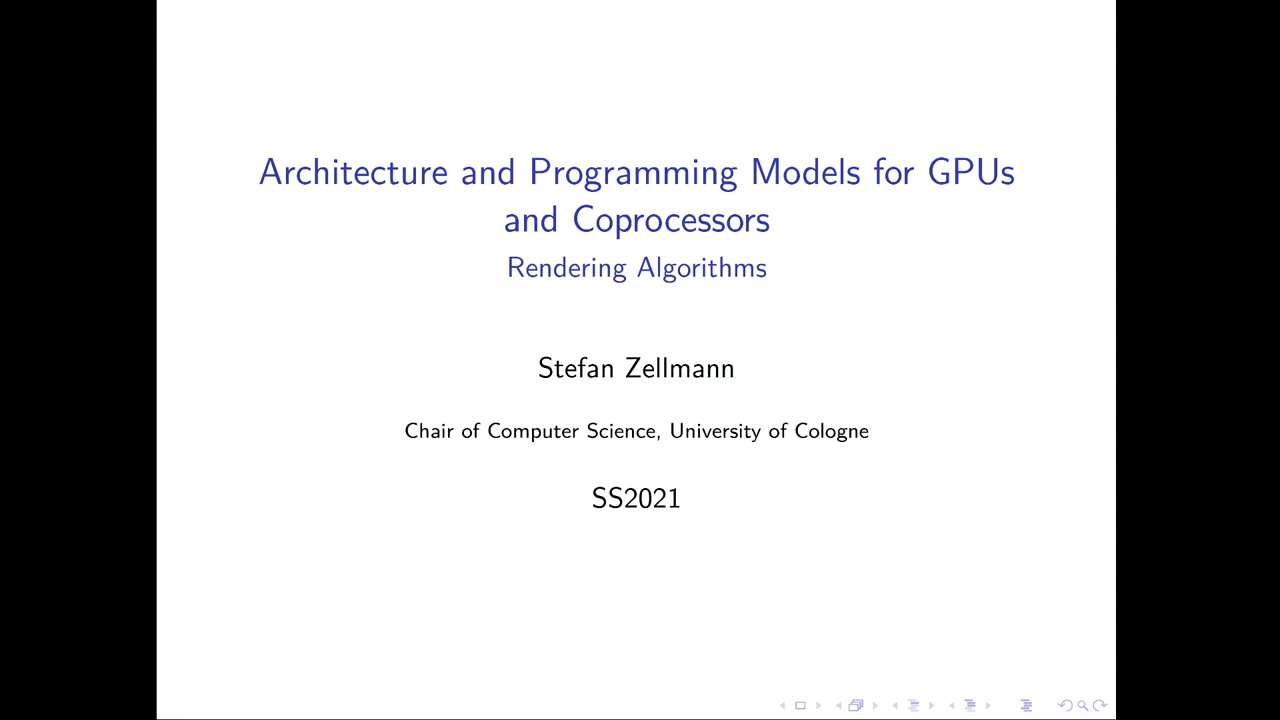 Architecture and Programming Models for GPUs
and Coprocessors
Rendering Algorithms
Stefan Zellmann
Chair of Computer Science, University of Cologne
SS2021